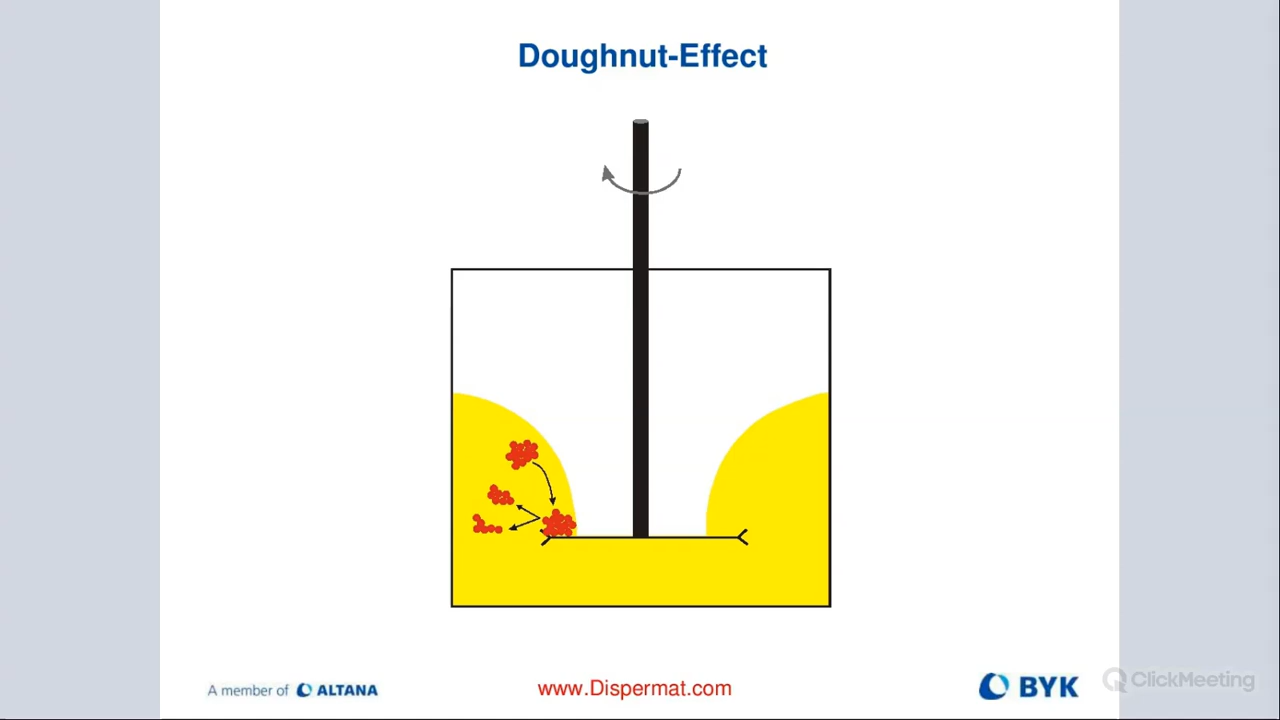 Doughnut-Effect
A member of ALTANA
www.Dispermat.com
BYK
ClickMeeting